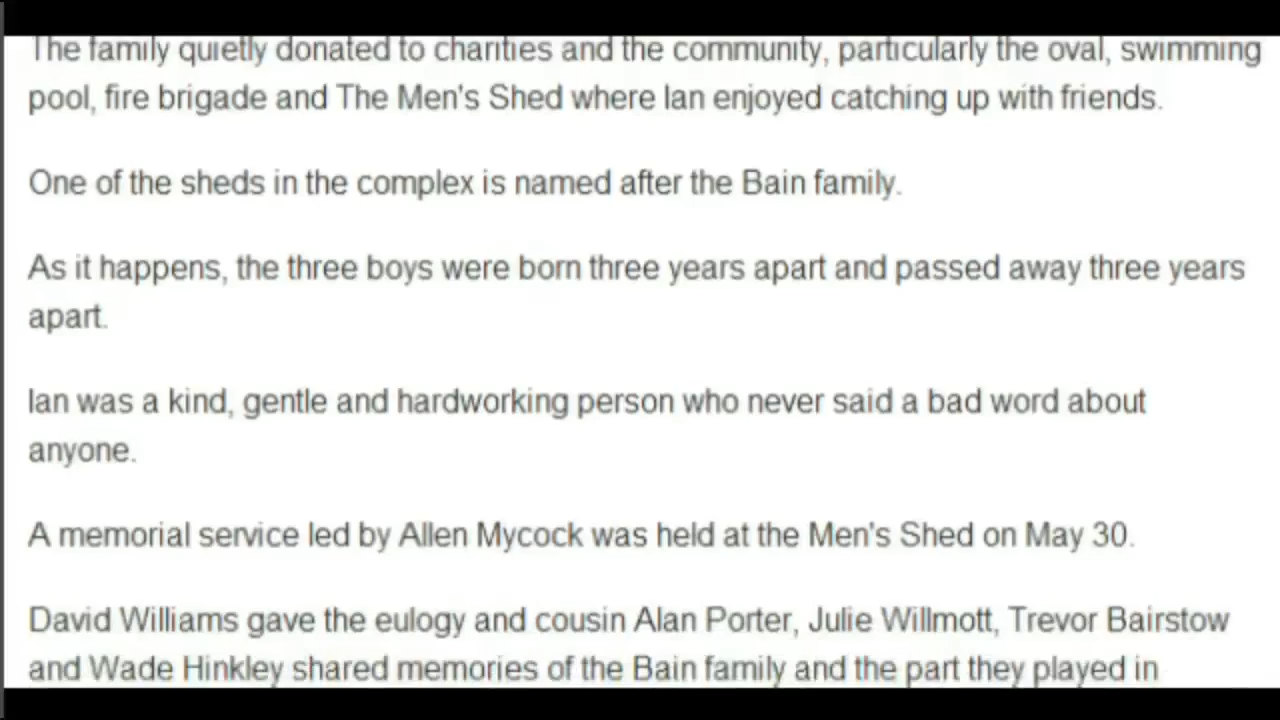 The family quietly donated to charities and the community, particularly the oval, swimming
pool, fire brigade and The Men's Shed where Ian enjoyed catching up with friends.
One of the sheds in the complex is named after the Bain family.
As it happens, the three boys were born three years apart and passed away three years
apart.
Ian was a kind, gentle and hardworking person who never said a bad word about
anyone.
A memorial service led by Allen Mycock was held at the Men's Shed on May 30.
David Williams gave the eulogy and cousin Alan Porter, Julie Willmott, Trevor Bairstow
and Wade Hinkley shared memories of the Bain family and the part they played in